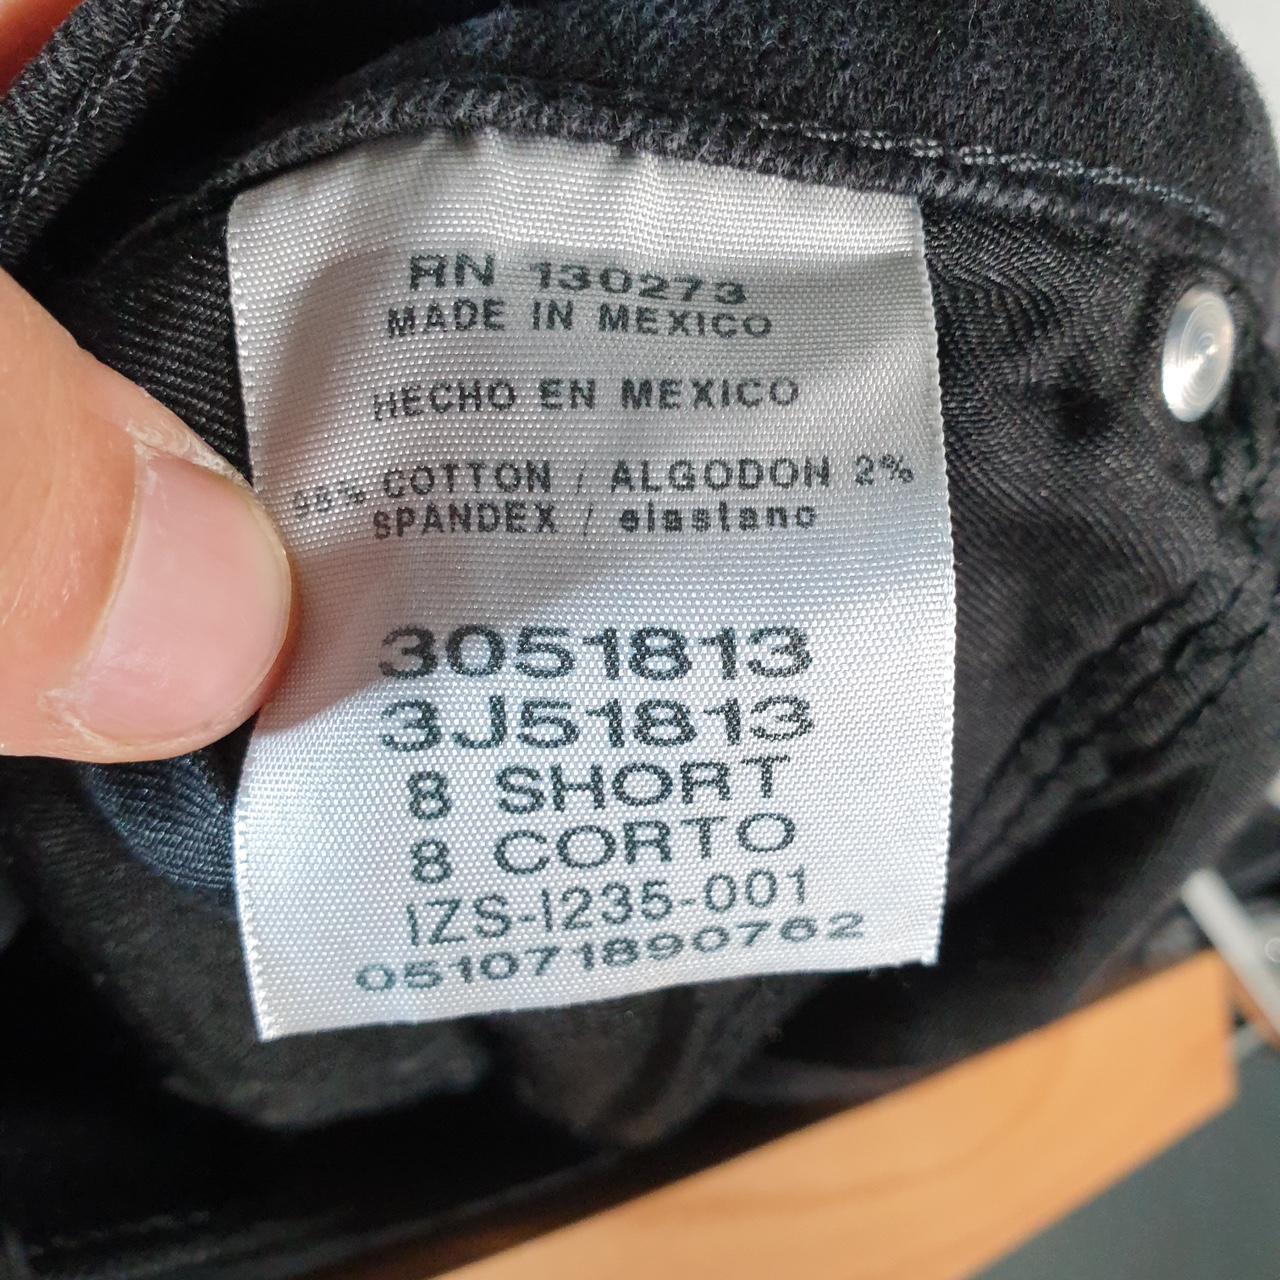 RN 130273
MADE IN MEXICO
HECHO EN MEXICO
98% COTTON / ALGODON 2%
SPANDEX / elastano
3051813
3J51813
8 SHORT
8 CORTO
IZS-I235-001
051071890762